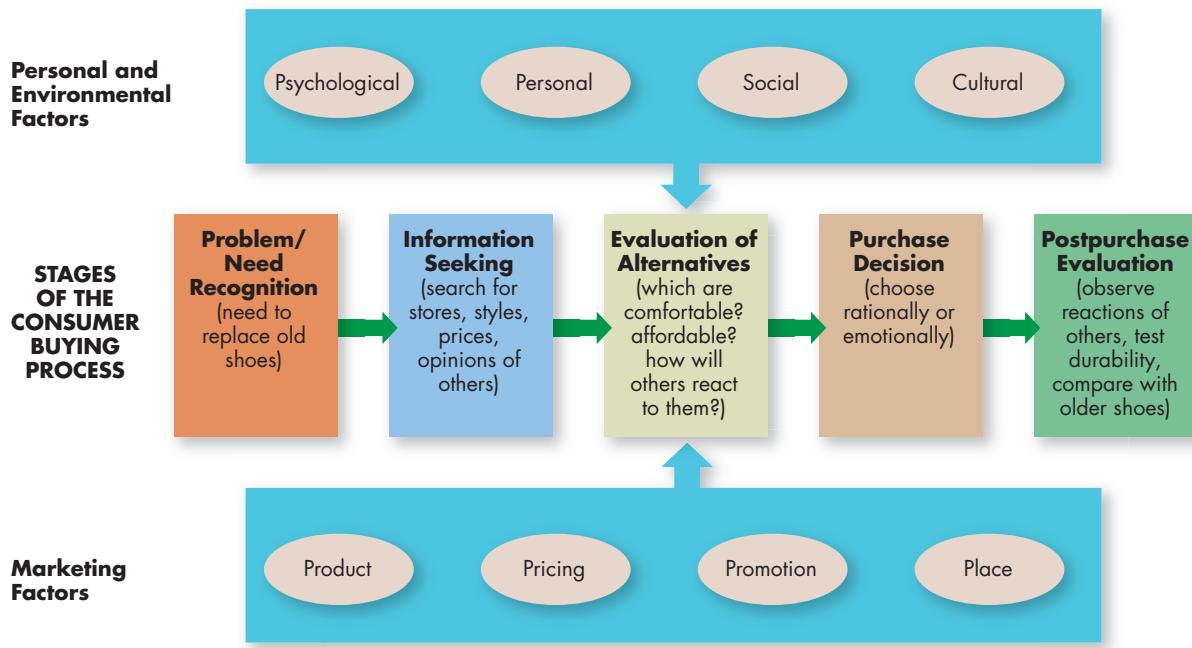 Personal and
Environmental
Factors
Psychological
Personal
Social
Cultural
STAGES
OF THE
CONSUMER
BUYING
PROCESS
Problem/
Need
Recognition
(need to
replace old
shoes)
Information
Seeking
(search for
stores, styles,
prices,
opinions of
others)
Evaluation of
Alternatives
(which are
comfortable?
affordable?
how will
others react
to them?)
Purchase
Decision
(choose
rationally or
emotionally)
Postpurchase
Evaluation
(observe
reactions of
others, test
durability,
compare with
older shoes)
Marketing
Factors
Product
Pricing
Promotion
Place